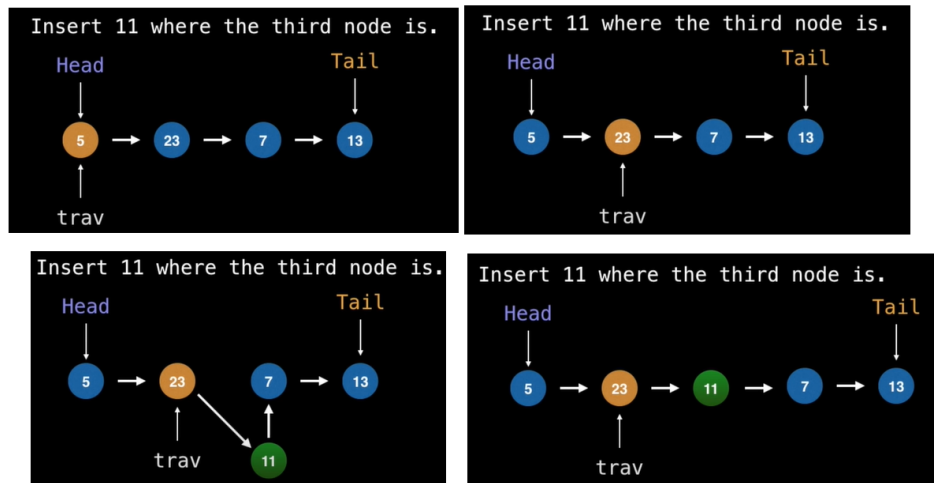 Insert 11 where the third node is.
Head Tail
5 23 7 13
trav
Insert 11 where the third node is.
Head Tail
5 23 7 13
trav
Insert 11 where the third node is.
Head Tail
5 23 7 13
trav 11
Insert 11 where the third node is.
Head Tail
5 23 11 7 13
trav